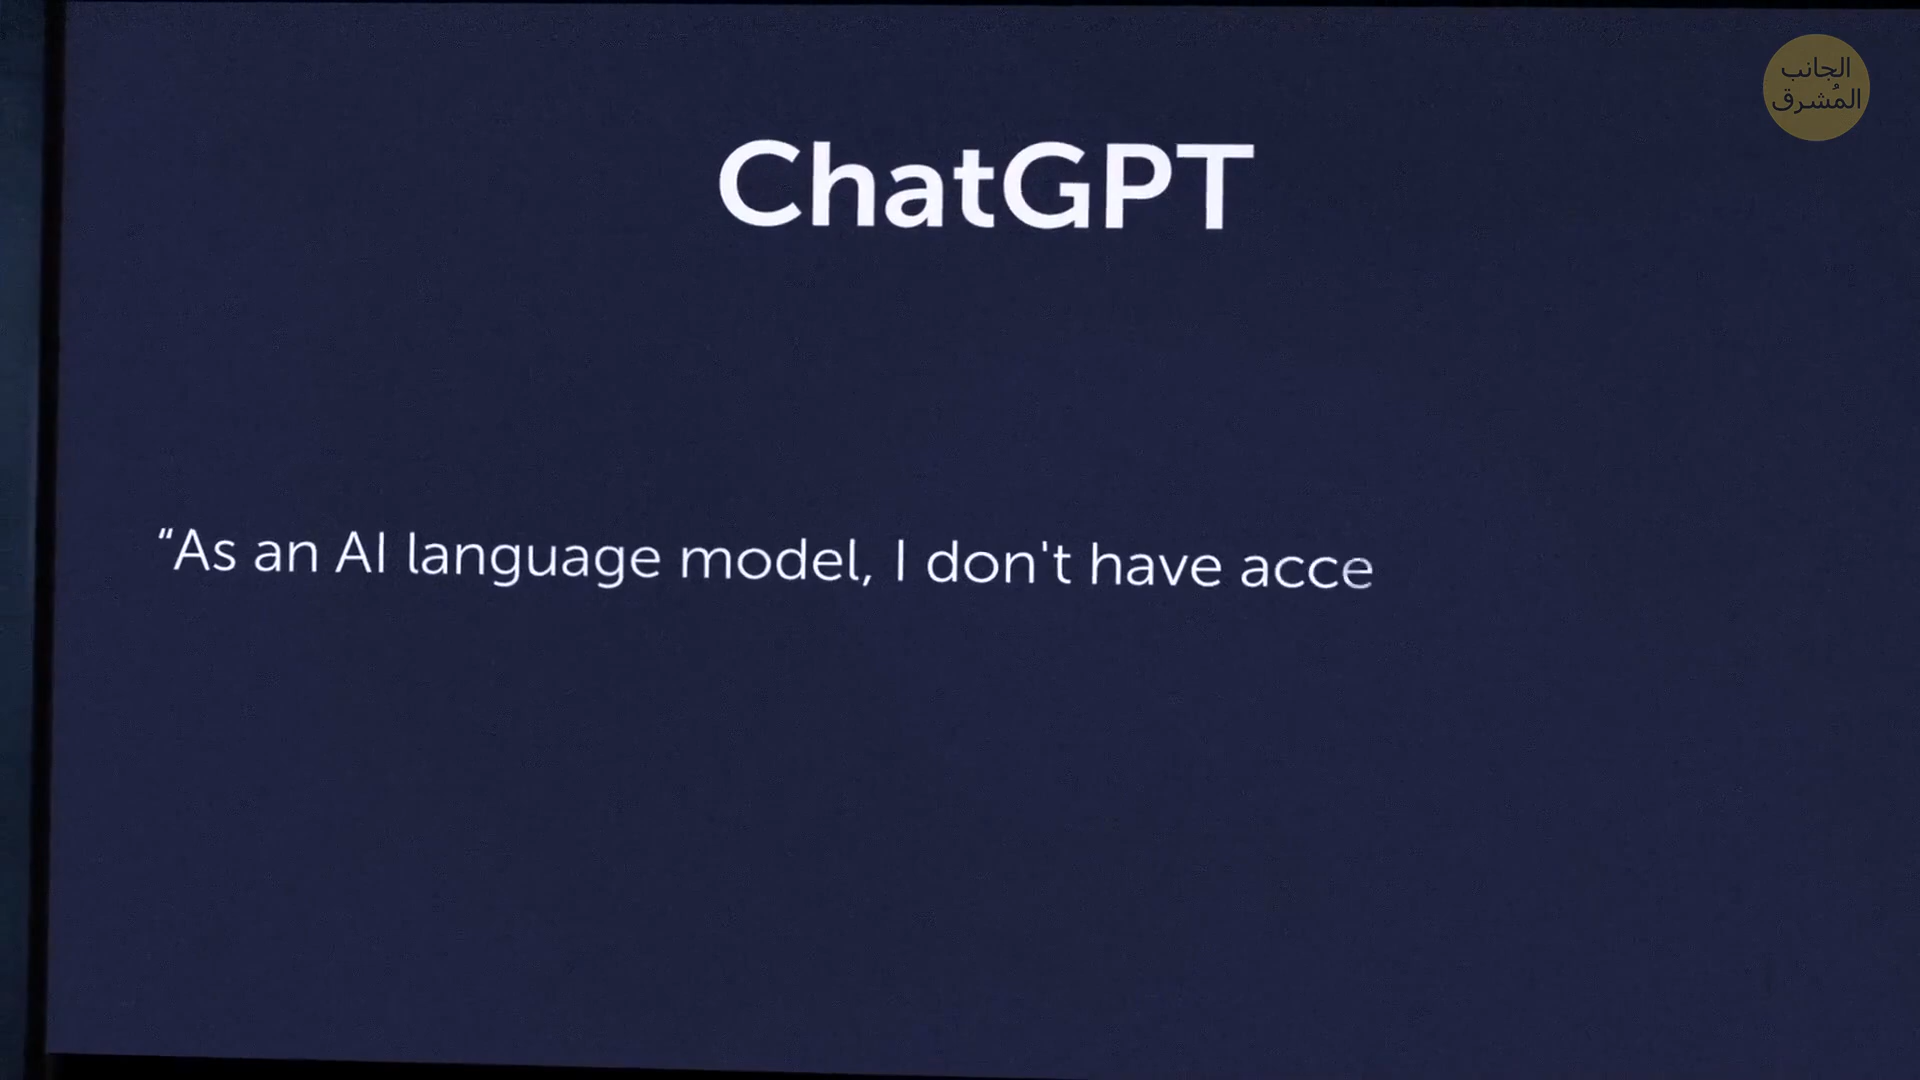 الجانب
المُشرق
ChatGPT
“As an AI language model, I don't have acce